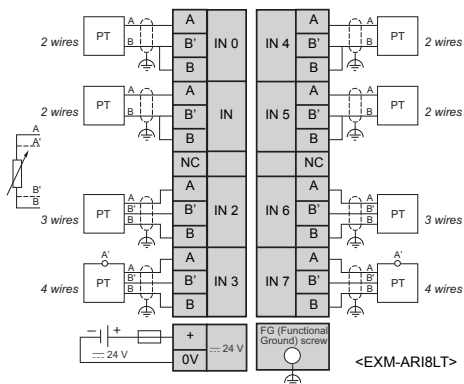 A A A A
2 wires PT B B' IN 0 IN 4 B' B PT 2 wires
B B
A A A A
2 wires PT B B' IN IN 5 B' B PT 2 wires
B B
A
A'
NC NC
B'
B
A A A A
3 wires PT B' B' IN 2 IN 6 B' B' PT 3 wires
B B B B
A' A'
A A A A
4 wires PT B' B' IN 3 IN 7 B' B' PT 4 wires
B B B B
− + + FG (Functional
24 V 0V 24 V Ground) screw
<EXM-ARI8LT>